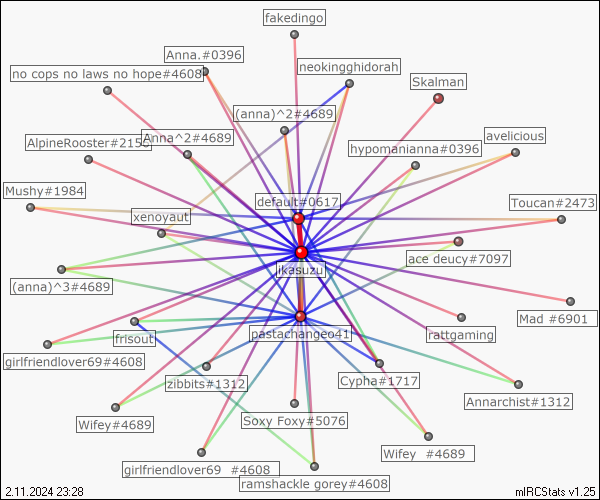 fakedingo
Anna.#0396
neokingghidorah
no cops no laws no hope#4608
Skalman
(anna)^2#4689
Anna^2#4689
avelicious
AlpineRooster#215
hypomanianna#0396
Mushy#1984
default#0617
Toucan#2473
xenoyaut
ace deucy#7097
jkasuzu
(anna)^3#4689
Mad #6901
frisout
pastachangeo41
rattgaming
girlfriendlover69#4608
zibbits#1312
Cypha#1717
Annarchist#1312
Wifey#4689
Soxy Foxy#5076
Wifey #4689
girlfriendlover69 #4608
ramshackle gorey#4608
2.11.2024 23:28
mIRCStats v1.25